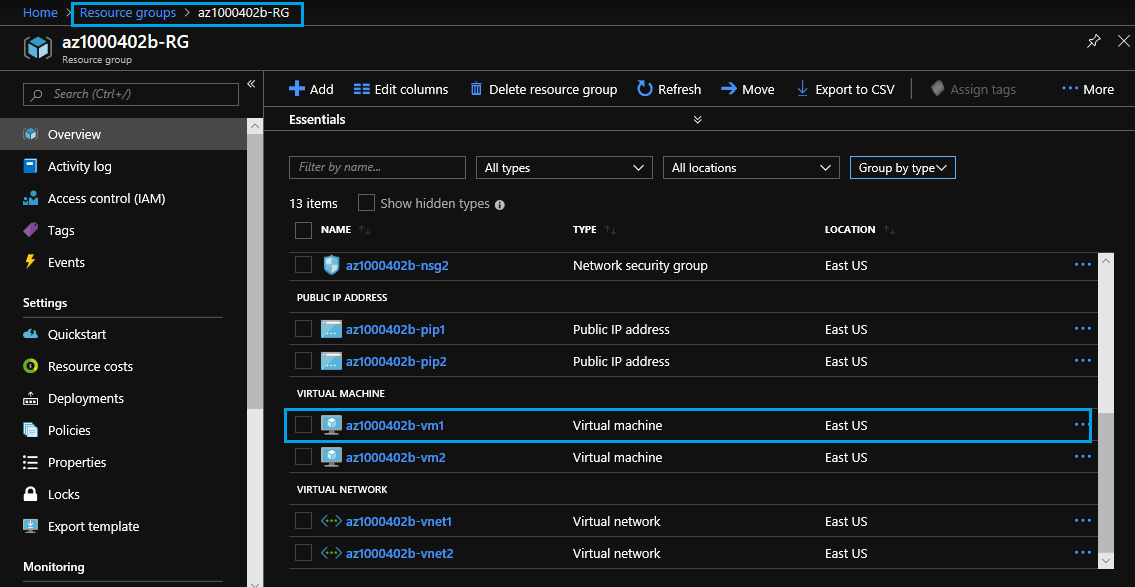 Home > Resource groups > az1000402b-RG
az1000402b-RG
Resource group
Search (Ctrl+/)
Overview
Activity log
Access control (IAM)
Tags
Events
Settings
Quickstart
Resource costs
Deployments
Policies
Properties
Locks
Export template
Monitoring
Add Edit columns Delete resource group Refresh Move Export to CSV Assign tags More
Essentials
Filter by name... All types All locations Group by type
13 items Show hidden types
NAME TYPE LOCATION
az1000402b-nsg2 Network security group East US
PUBLIC IP ADDRESS
az1000402b-pip1 Public IP address East US
az1000402b-pip2 Public IP address East US
VIRTUAL MACHINE
az1000402b-vm1 Virtual machine East US
az1000402b-vm2 Virtual machine East US
VIRTUAL NETWORK
az1000402b-vnet1 Virtual network East US
az1000402b-vnet2 Virtual network East US